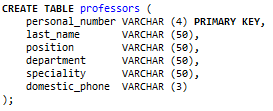 CREATE TABLE professors (
personal_number VARCHAR (4) PRIMARY KEY,
last_name VARCHAR (50),
position VARCHAR (50),
department VARCHAR (50),
speciality VARCHAR (50),
domestic_phone VARCHAR (3)
);